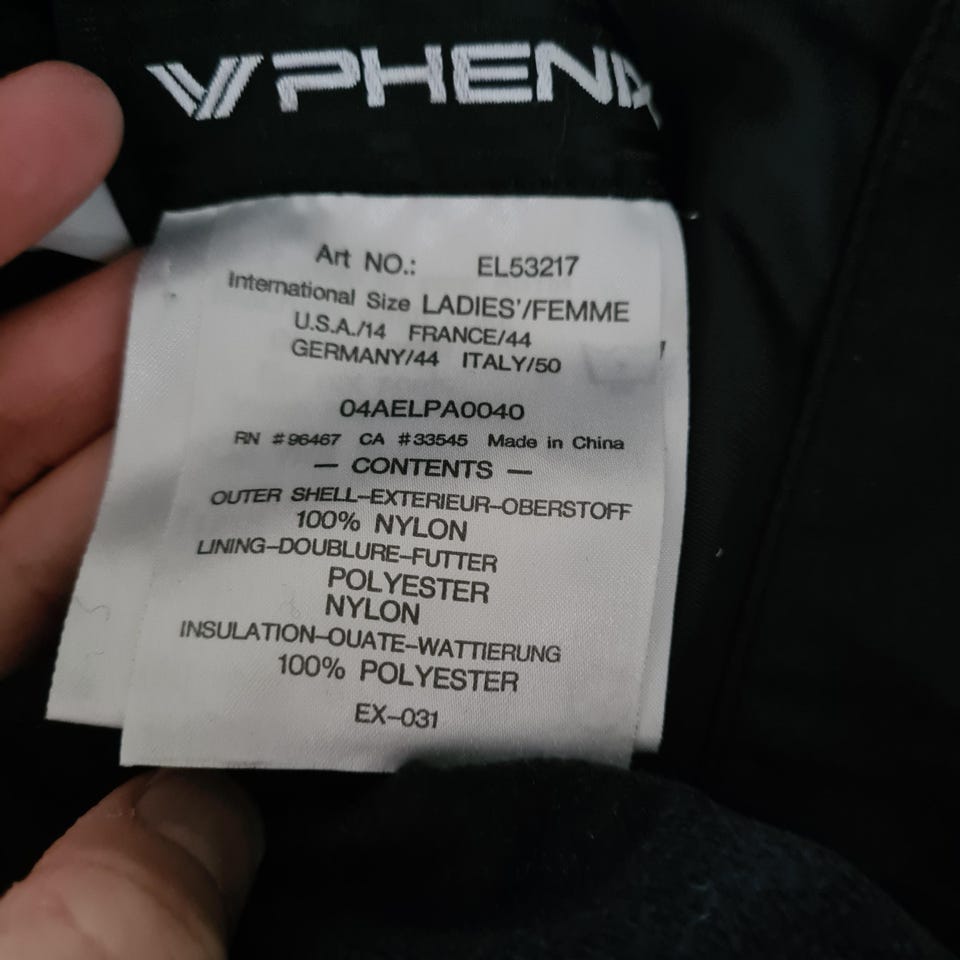 PHENIX
Art NO.: EL53217
International Size LADIES'/FEMME
U.S.A./14 FRANCE/44
GERMANY/44 ITALY/50
04AELPA0040
RN #96467 CA #33545 Made in China
— CONTENTS —
OUTER SHELL–EXTERIEUR–OBERSTOFF
100% NYLON
LINING–DOUBLURE–FUTTER
POLYESTER
NYLON
INSULATION–OUATE–WATTIERUNG
100% POLYESTER
EX–031